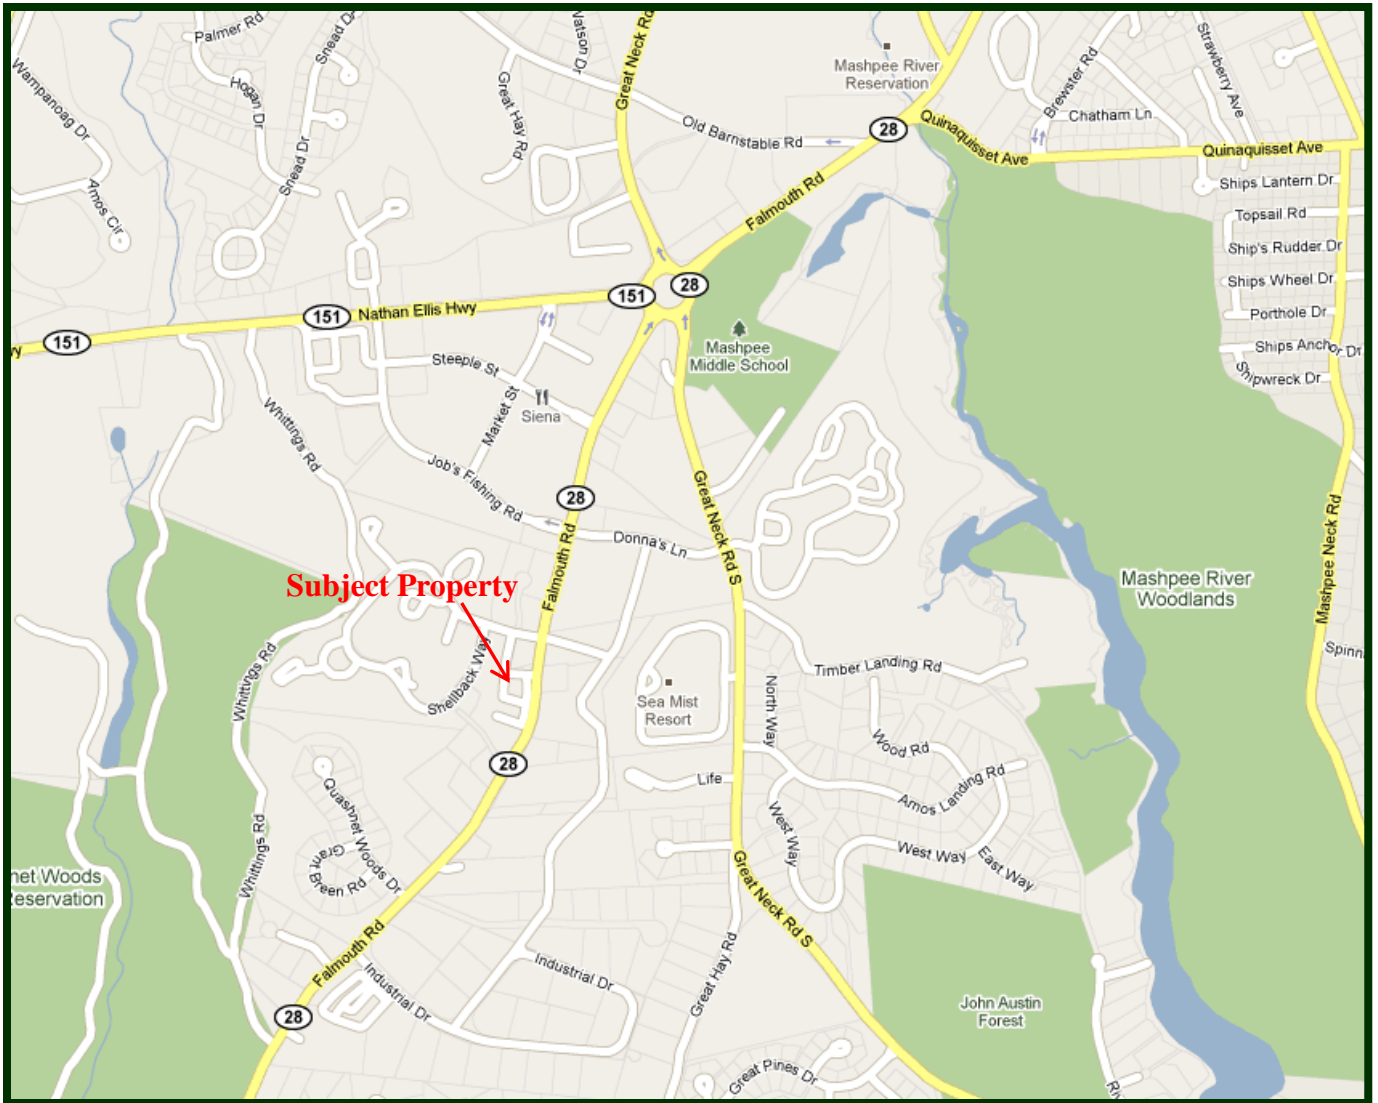 Palmer Rd
Snead Dr
Watson Dr
Great Neck Rd
Mashpee River
Reservation
Strawberry Ave
Brewster Rd
Wampanoag Dr
Hogan Dr
Great Hay Rd
Old Barnstable Rd
28
Quinaquisset Ave
Chatham Ln
Quinaquisset Ave
Snead Dr
Amos Cir
Falmouth Rd
Ships Lantern Dr
Topsail Rd
Ship's Rudder Dr
Ships Wheel Dr
Porthole Dr
Ships Anchor Dr
Shipwreck Dr
151
28
151
Nathan Ellis Hwy
wy
151
Mashpee
Middle School
Steeple St
Market St
Siena
Whittings Rd
Job's Fishing Rd
28
Great Neck Rd S
Donna's Ln
Falmouth Rd
Mashpee Neck Rd
Mashpee River
Woodlands
Subject Property
Whittings Rd
Shellback Way
Sea Mist
Resort
North Way
Timber Landing Rd
Spinn
Wood Rd
28
Life
Amos Landing Rd
Quashnet Woods Dr
Grant Breen Rd
Whittings Rd
West Way
West Way
East Way
net Woods
eservation
Great Neck Rd S
Falmouth Rd
Industrial Dr
Industrial Dr
Great Hay Rd
John Austin
Forest
28
Great Pines Dr
Riv